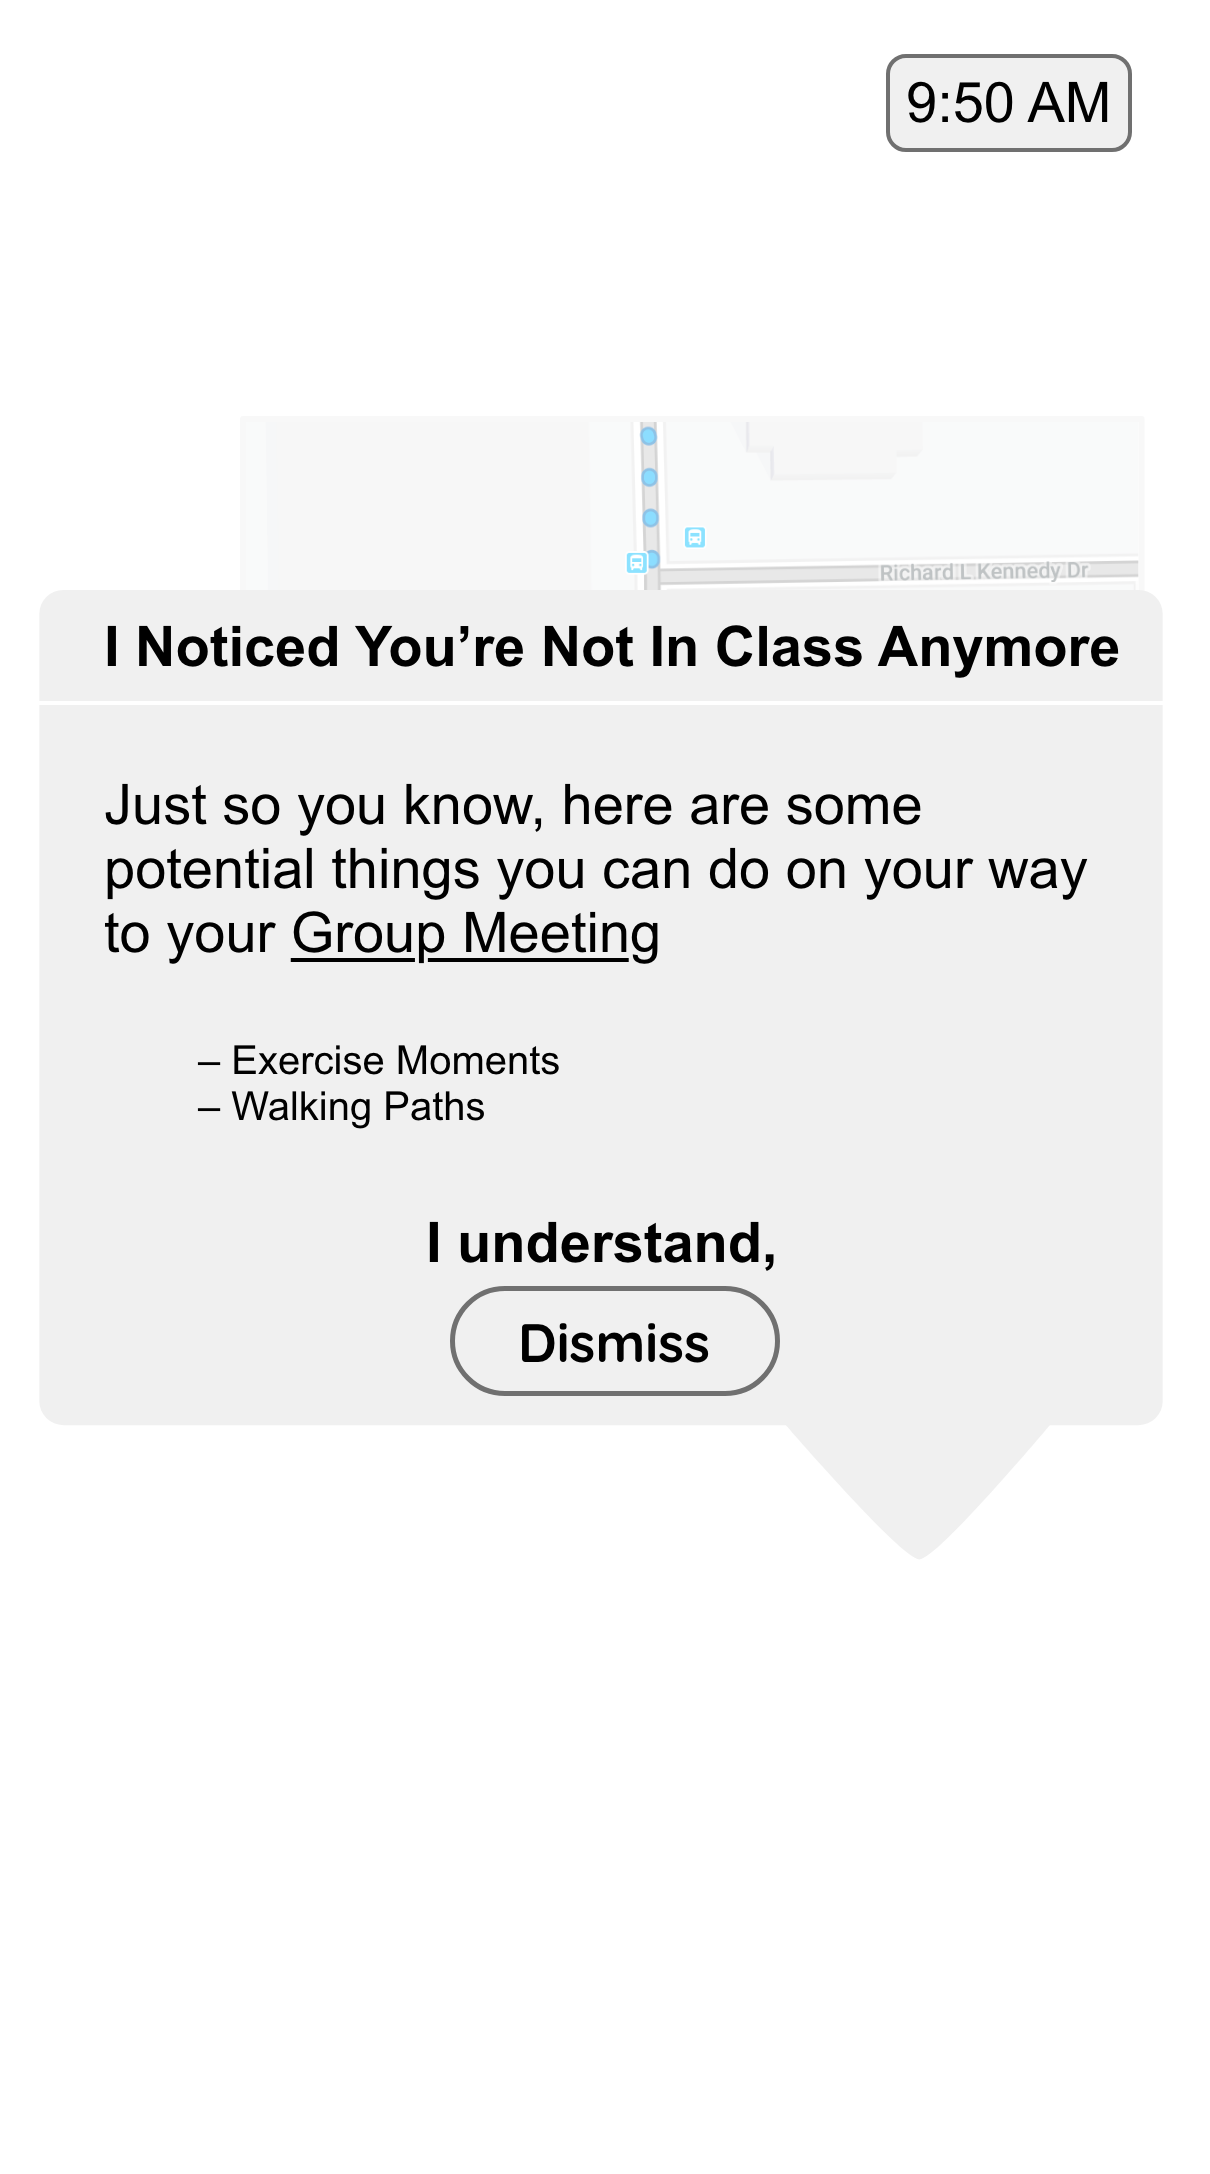 9:50 AM
Richard L Kennedy Dr
I Noticed You’re Not In Class Anymore
Just so you know, here are some
potential things you can do on your way
to your Group Meeting
– Exercise Moments
– Walking Paths
I understand,
Dismiss